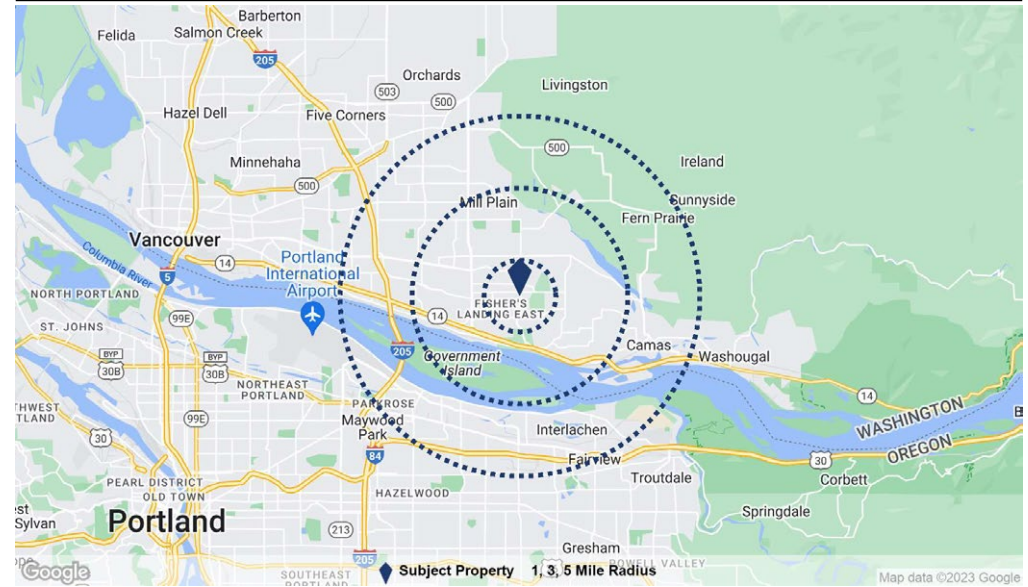 Barberton
Felida
Salmon Creek
205
Orchards
503
500
Livingston
Hazel Dell
Five Corners
500
Minnehaha
Ireland
500
Mill Plain
Sunnyside
Fern Prairie
Vancouver
14
Portland
International
Airport
5
Columbia River
NORTH PORTLAND
FISHER'S
LANDING EAST
99E
14
ST. JOHNS
205
Government
Island
Camas
Washougal
BYP
30B
BYP
30B
NORTHEAST
PORTLAND
14
WASHINGTON
OREGON
PARKROSE
99E
Maywood
Park
30
Interlachen
84
Fairview
30
Troutdale
Corbett
PEARL DISTRICT
OLD TOWN
HAZELWOOD
Sylvan
Portland
213
Springdale
205
Gresham
Google
Subject Property 1, 3, 5 Mile Radius
POWELL VALLEY
SOUTHEAST
PORTLAND
Map data ©2023 Google